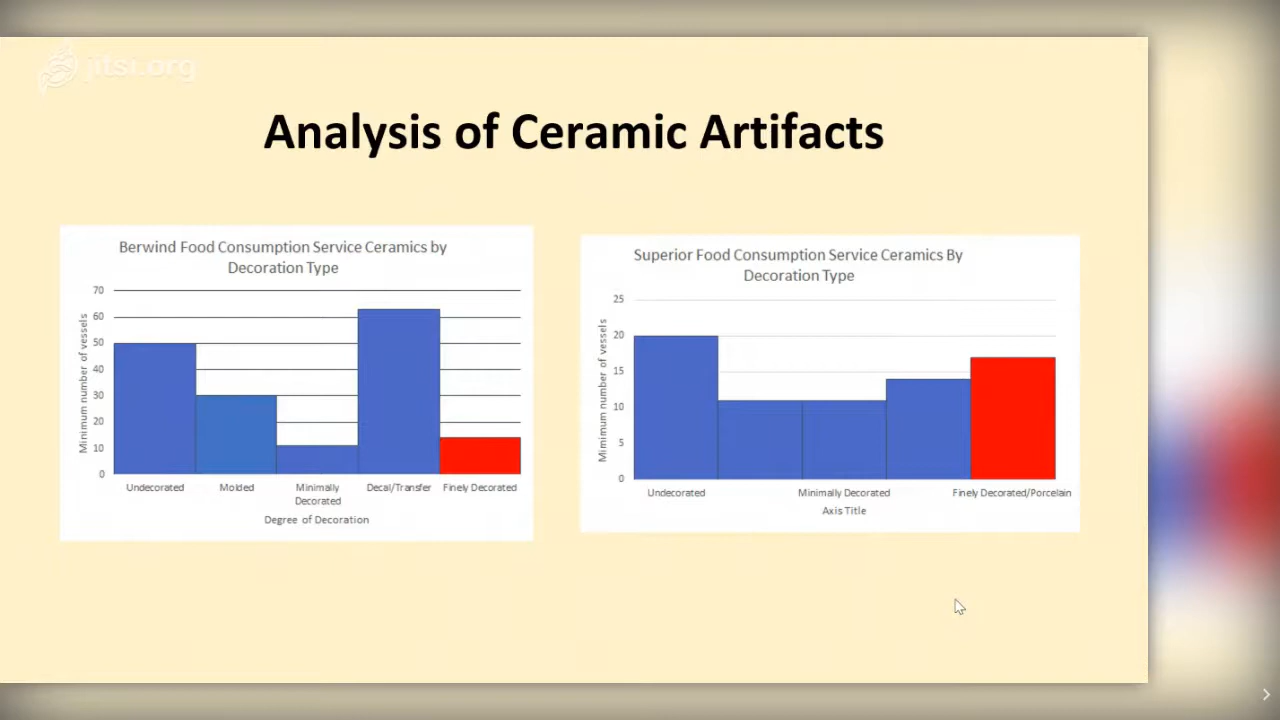 jitsi.org
Analysis of Ceramic Artifacts
Berwind Food Consumption Service Ceramics by
Decoration Type
70
60
50
40
30
20
10
0
Minimum number of vessels
Undecorated
Molded
Minimally
Decorated
Decal/Transfer
Finely Decorated
Degree of Decoration
Superior Food Consumption Service Ceramics By
Decoration Type
25
20
15
10
5
0
Mimimum number of vessels
Undecorated
Minimally Decorated
Finely Decorated/Porcelain
Axis Title